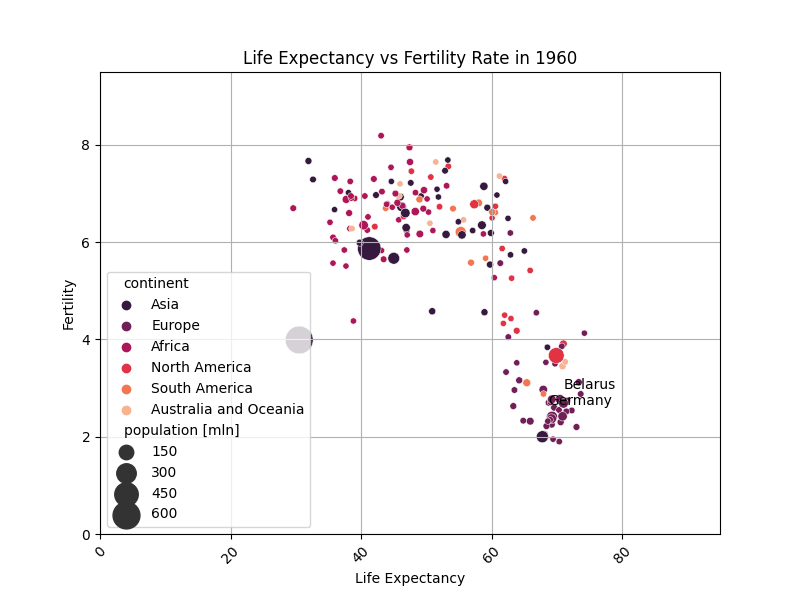 Life Expectancy vs Fertility Rate in 1960
8
6
4
2
0
Fertility
continent
Asia
Europe
Africa
North America
South America
Australia and Oceania
population [mln]
150
300
450
600
Belarus
Germany
0
20
40
60
80
Life Expectancy